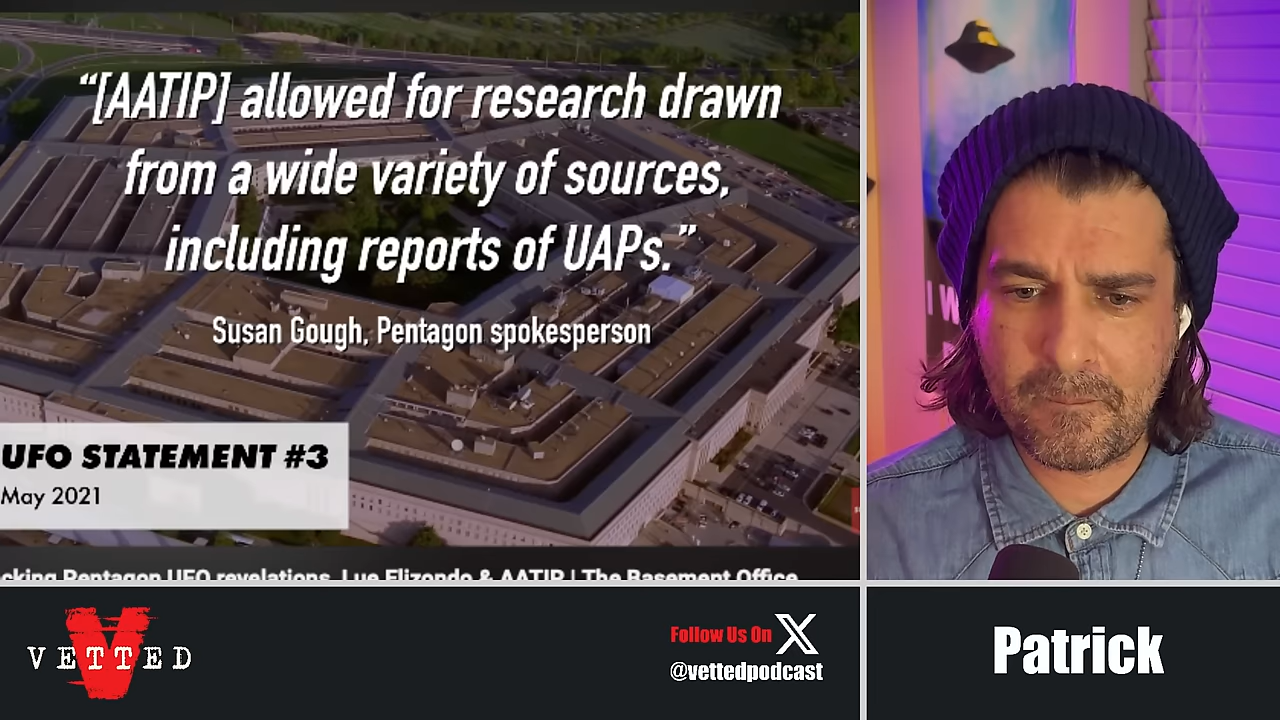 “[AATIP] allowed for research drawn
from a wide variety of sources,
including reports of UAPs.”
Susan Gough, Pentagon spokesperson
UFO STATEMENT #3
May 2021
cking Pentagon UFO revelations, Lue Elizondo & AATIP | The Basement Office
I W
VETTED
Follow Us On X
@vettedpodcast
Patrick